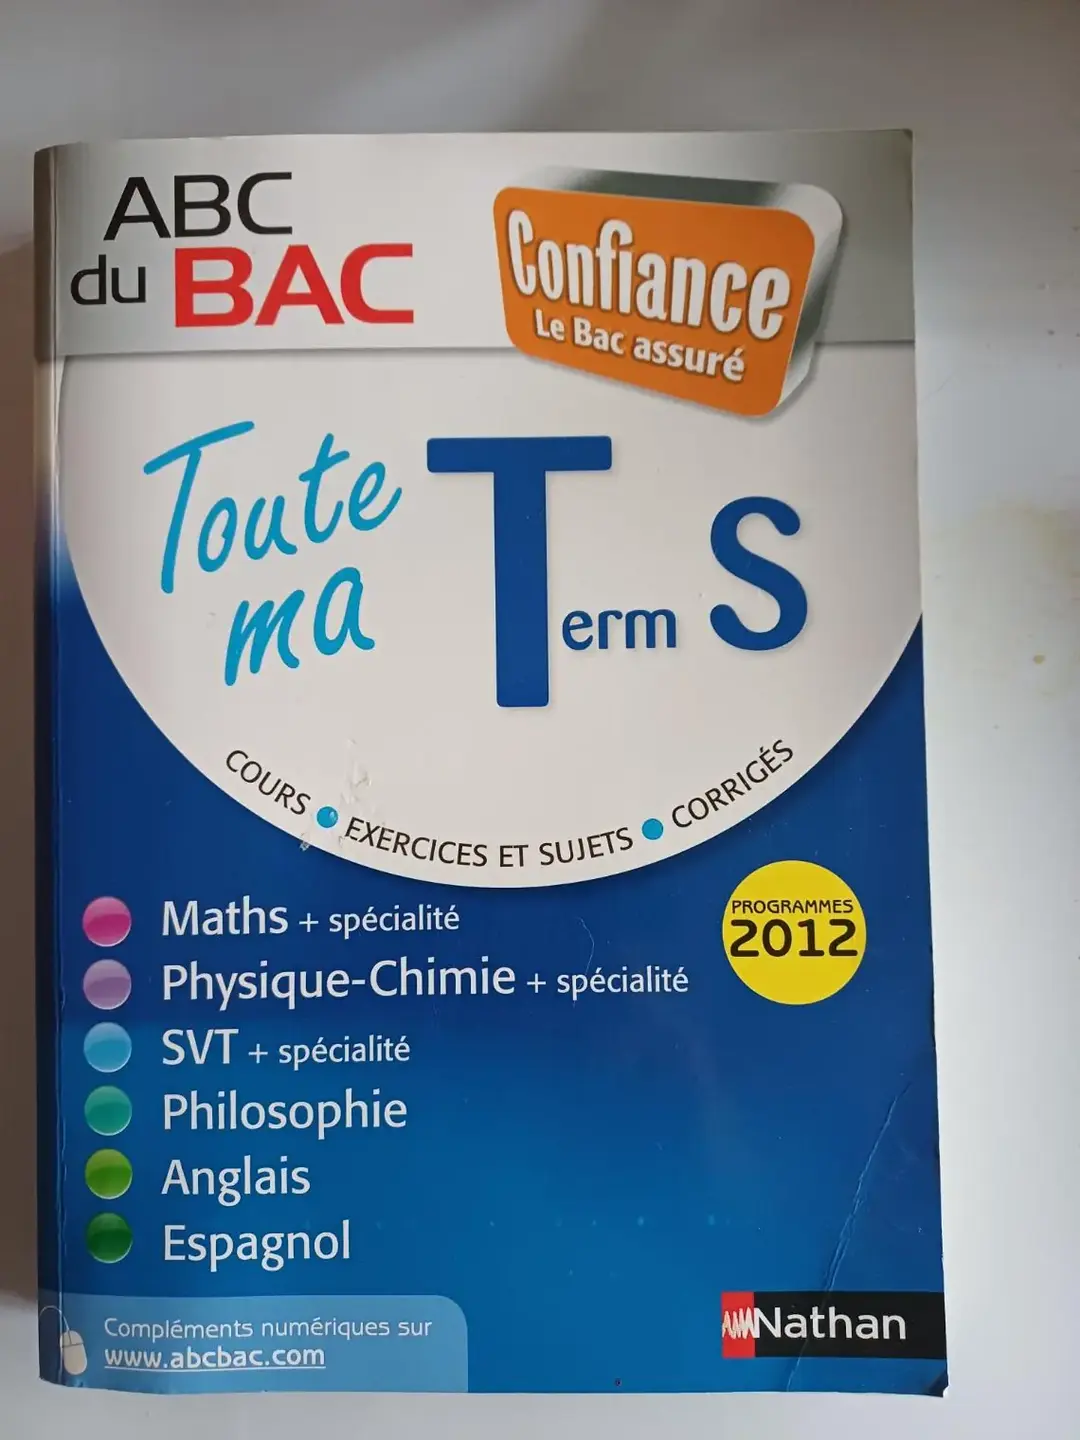 ABC
du BAC
Confiance
Le Bac assuré
Toute
ma
Term S
COURS • EXERCICES ET SUJETS • CORRIGÉS
PROGRAMMES
2012
Maths + spécialité
Physique-Chimie + spécialité
SVT + spécialité
Philosophie
Anglais
Espagnol
Compléments numériques sur
www.abcbac.com
Nathan